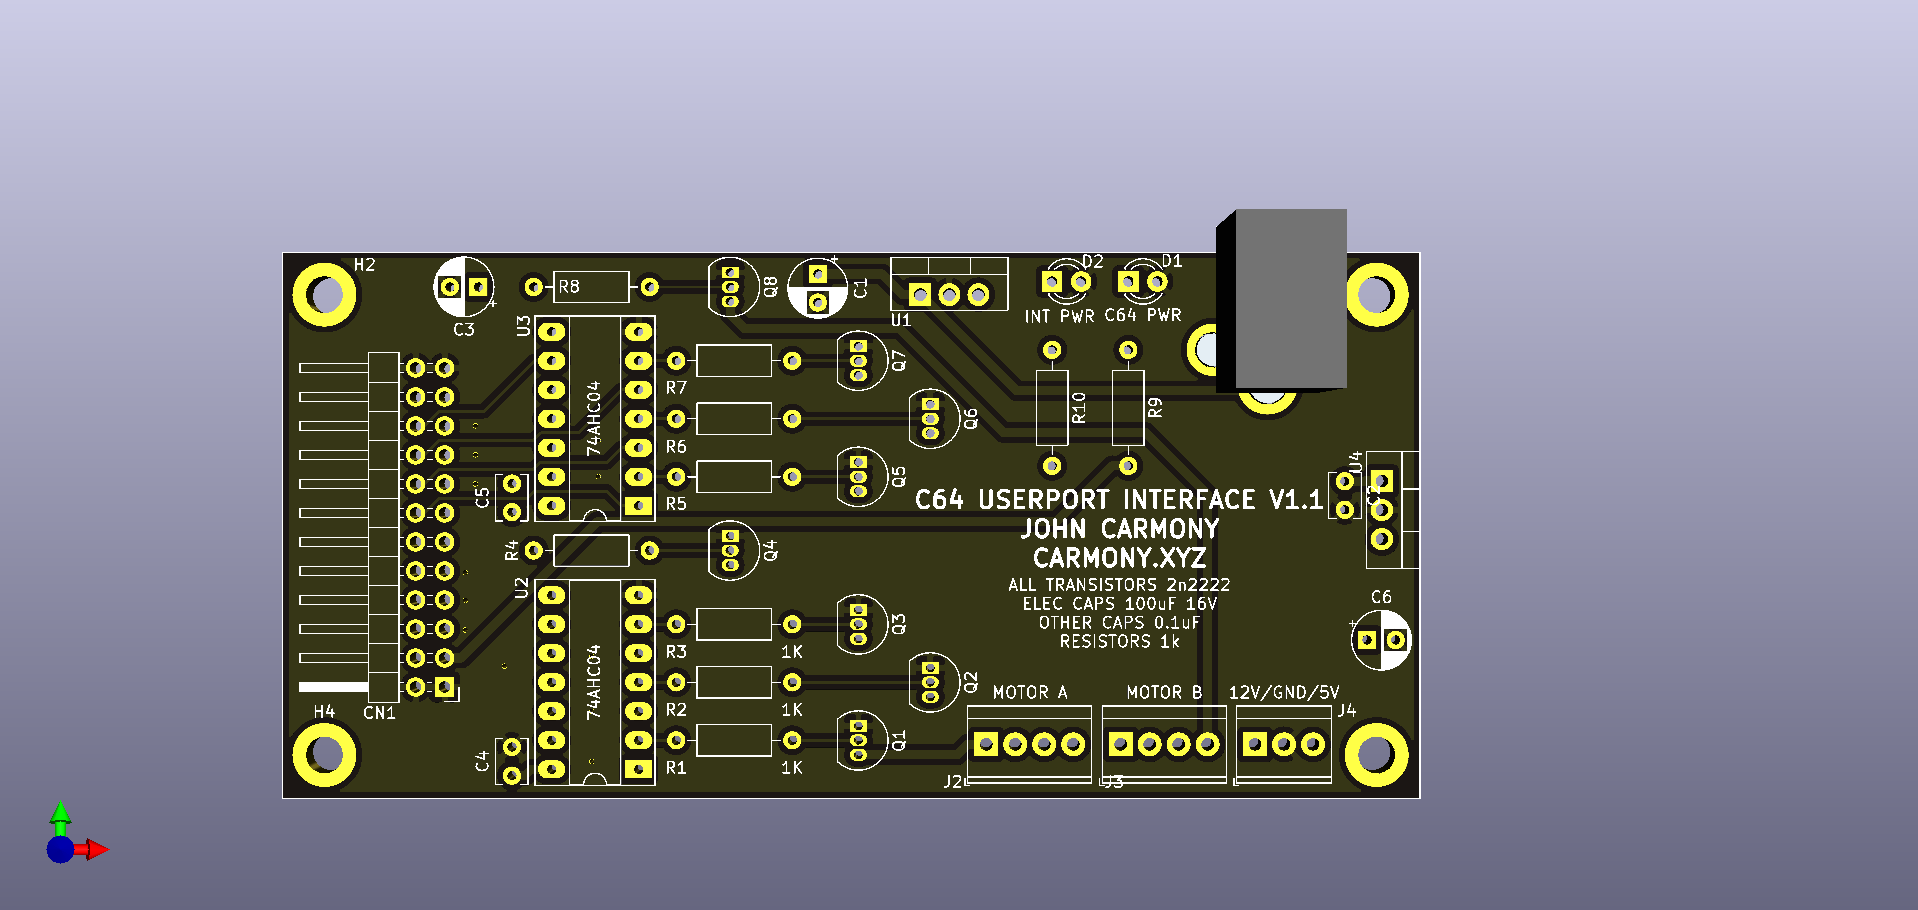 H2
C3
+
R8
U3
Q8
+
C1
U1
D2
D1
INT PWR
C64 PWR
Q7
R7
74AHC04
Q6
R6
R10
R9
Q5
C5
R5
U4
C2
C64 USERPORT INTERFACE V1.1
JOHN CARMONY
CARMONY.XYZ
R4
Q4
U2
ALL TRANSISTORS 2n2222
ELEC CAPS 100uF 16V
OTHER CAPS 0.1uF
RESISTORS 1k
C6
+
Q3
R3
1K
74AHC04
Q2
R2
1K
MOTOR A
MOTOR B
12V/GND/5V
J4
H4
CN1
Q1
C4
R1
1K
J2
J3